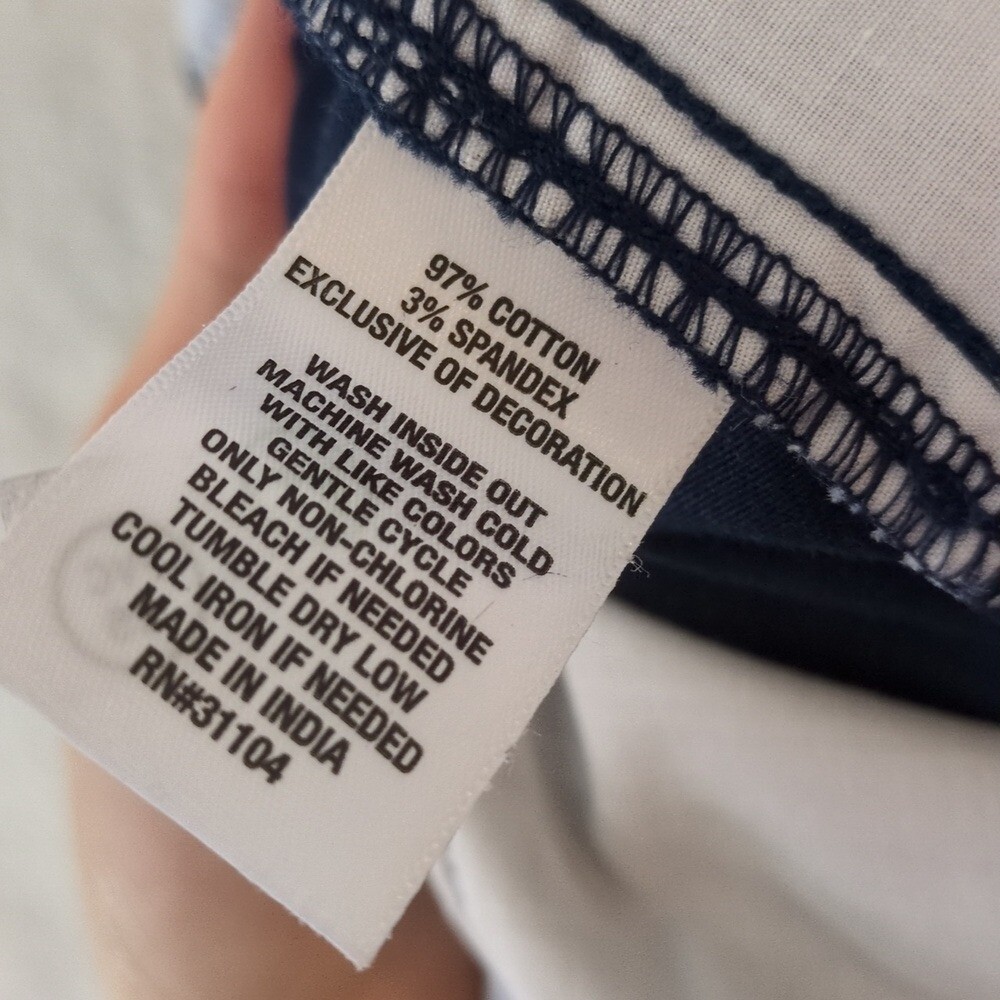 97% COTTON
3% SPANDEX
EXCLUSIVE OF DECORATION
WASH INSIDE OUT
MACHINE WASH COLD
WITH LIKE COLORS
GENTLE CYCLE
ONLY NON-CHLORINE
BLEACH IF NEEDED
TUMBLE DRY LOW
COOL IRON IF NEEDED
MADE IN INDIA
RN#31104